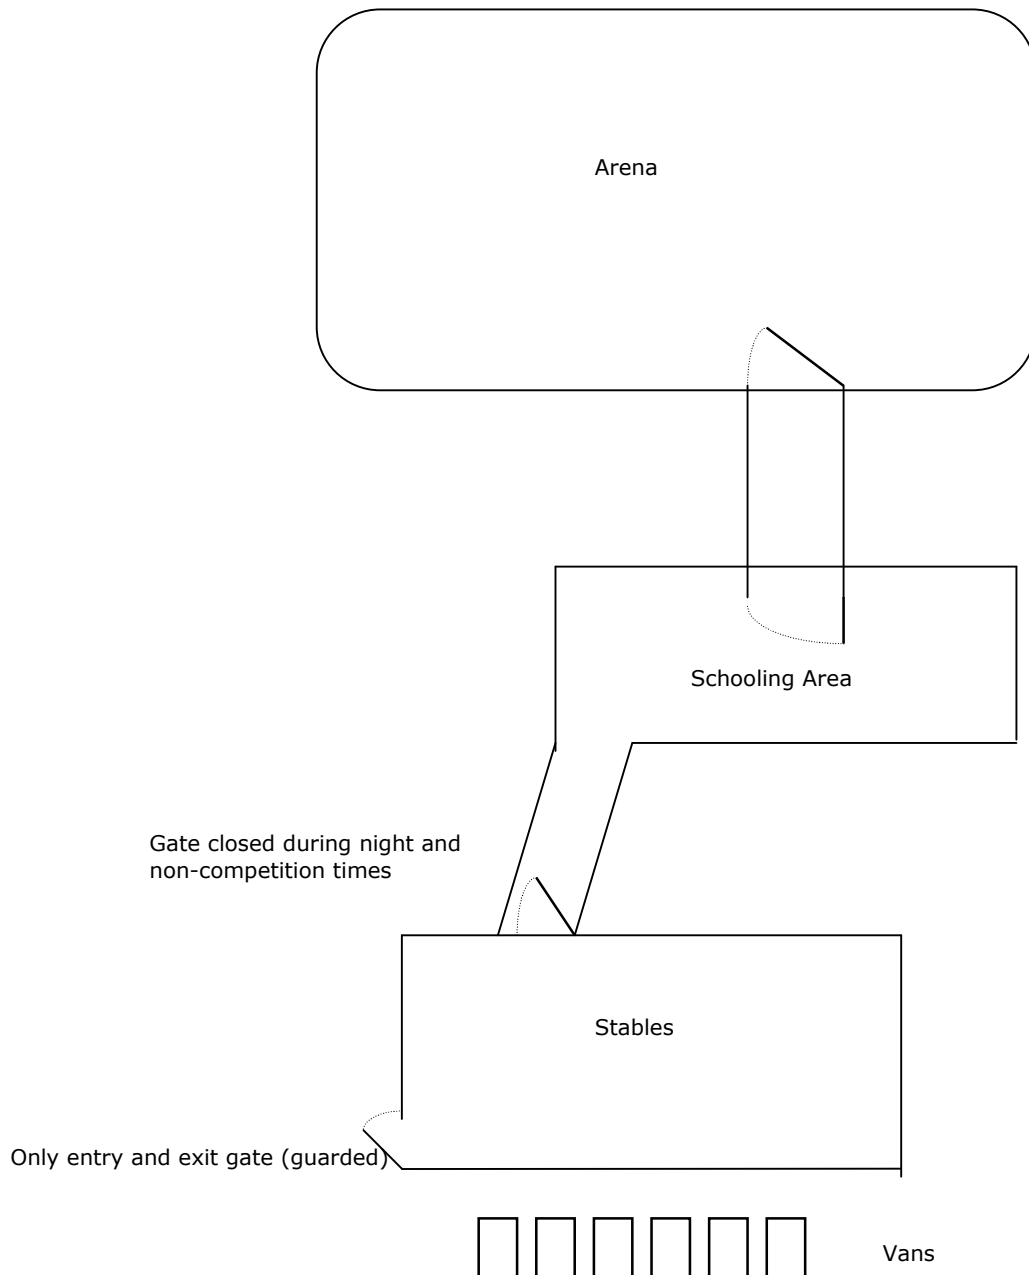 Arena
Schooling Area
Gate closed during night and
non-competition times
Stables
Only entry and exit gate (guarded)
Vans